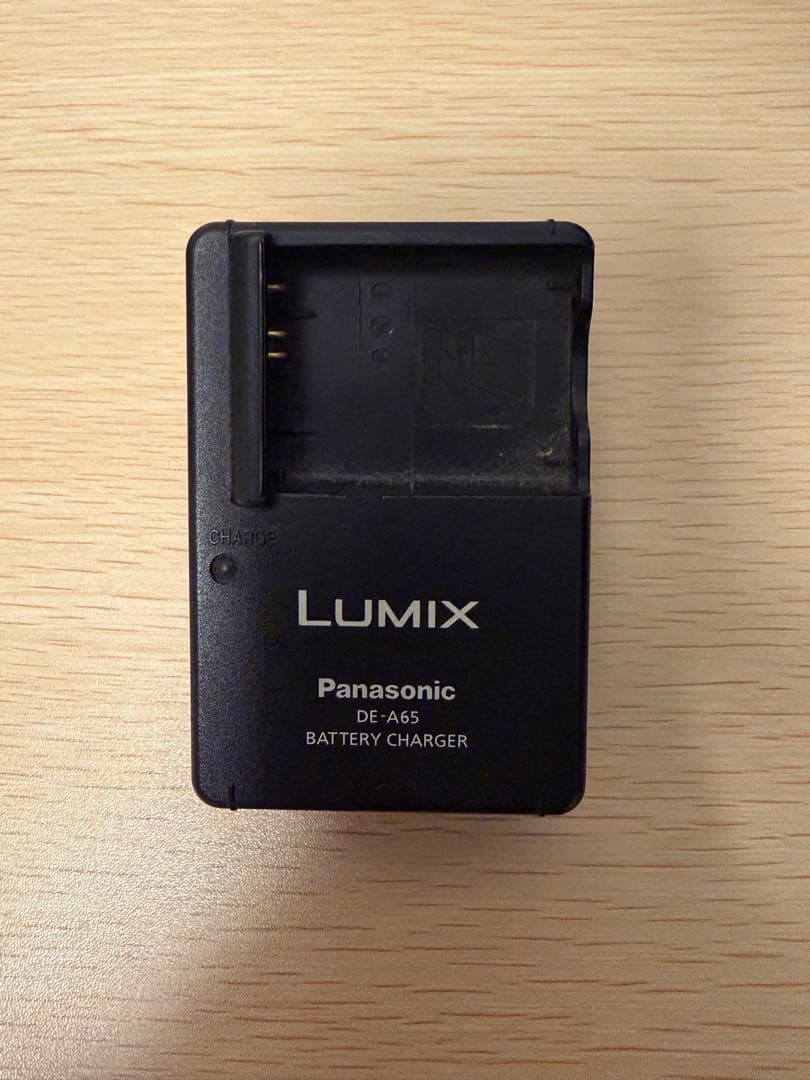 CHARGE
LUMIX
Panasonic
DE-A65
BATTERY CHARGER